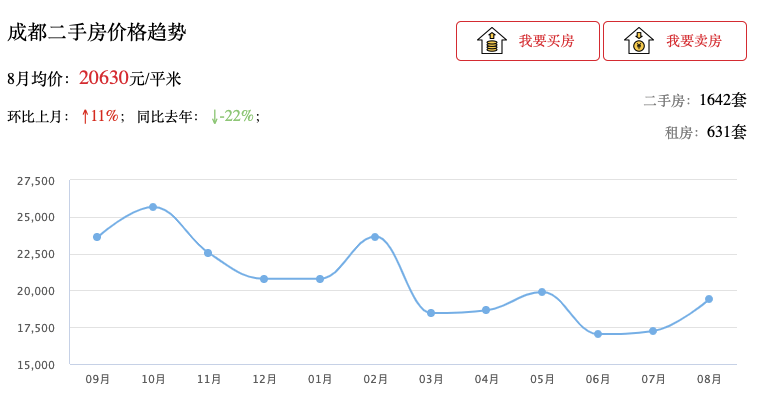 成都二手房价格趋势
我要买房
我要卖房
8月均价：20630元/平米
环比上月：↑11%； 同比去年：↓-22%；
二手房：1642套
租房：631套
27,500
25,000
22,500
20,000
17,500
15,000
09月 10月 11月 12月 01月 02月 03月 04月 05月 06月 07月 08月